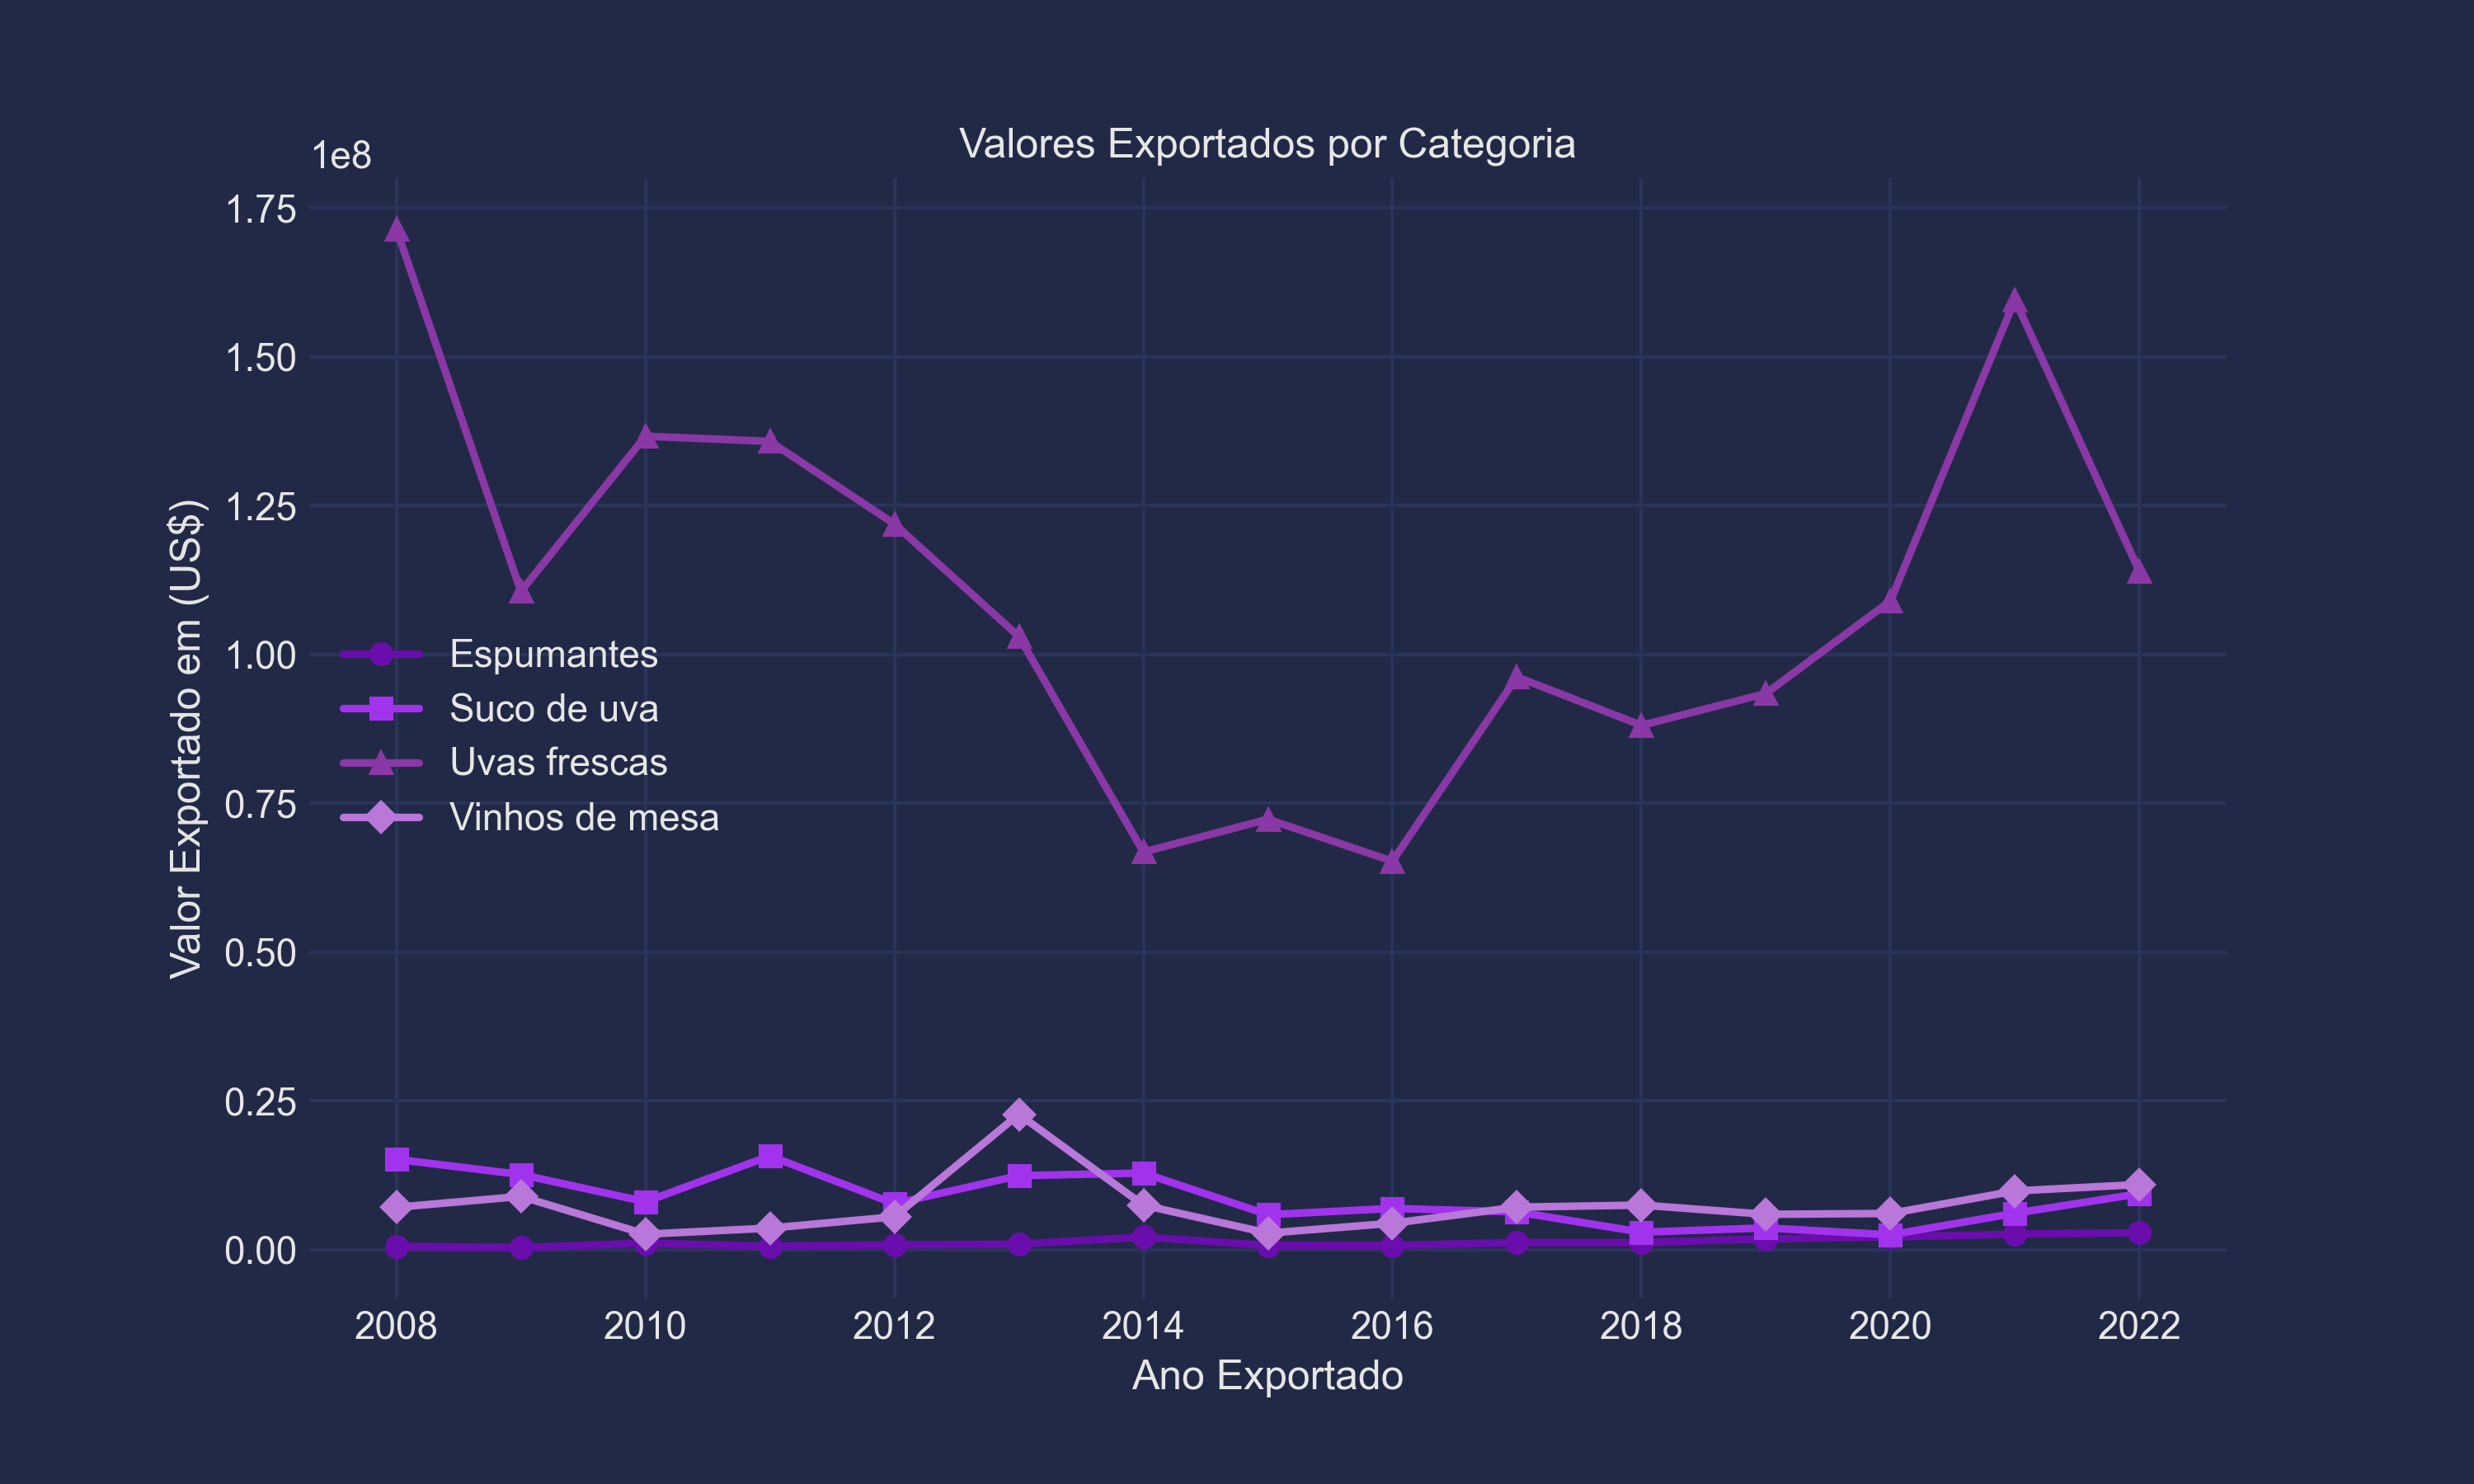 Valores Exportados por Categoria
1e8
1.75
1.50
1.25
1.00
0.75
0.50
0.25
0.00
Valor Exportado em (US$)
Espumantes
Suco de uva
Uvas frescas
Vinhos de mesa
2008 2010 2012 2014 2016 2018 2020 2022
Ano Exportado